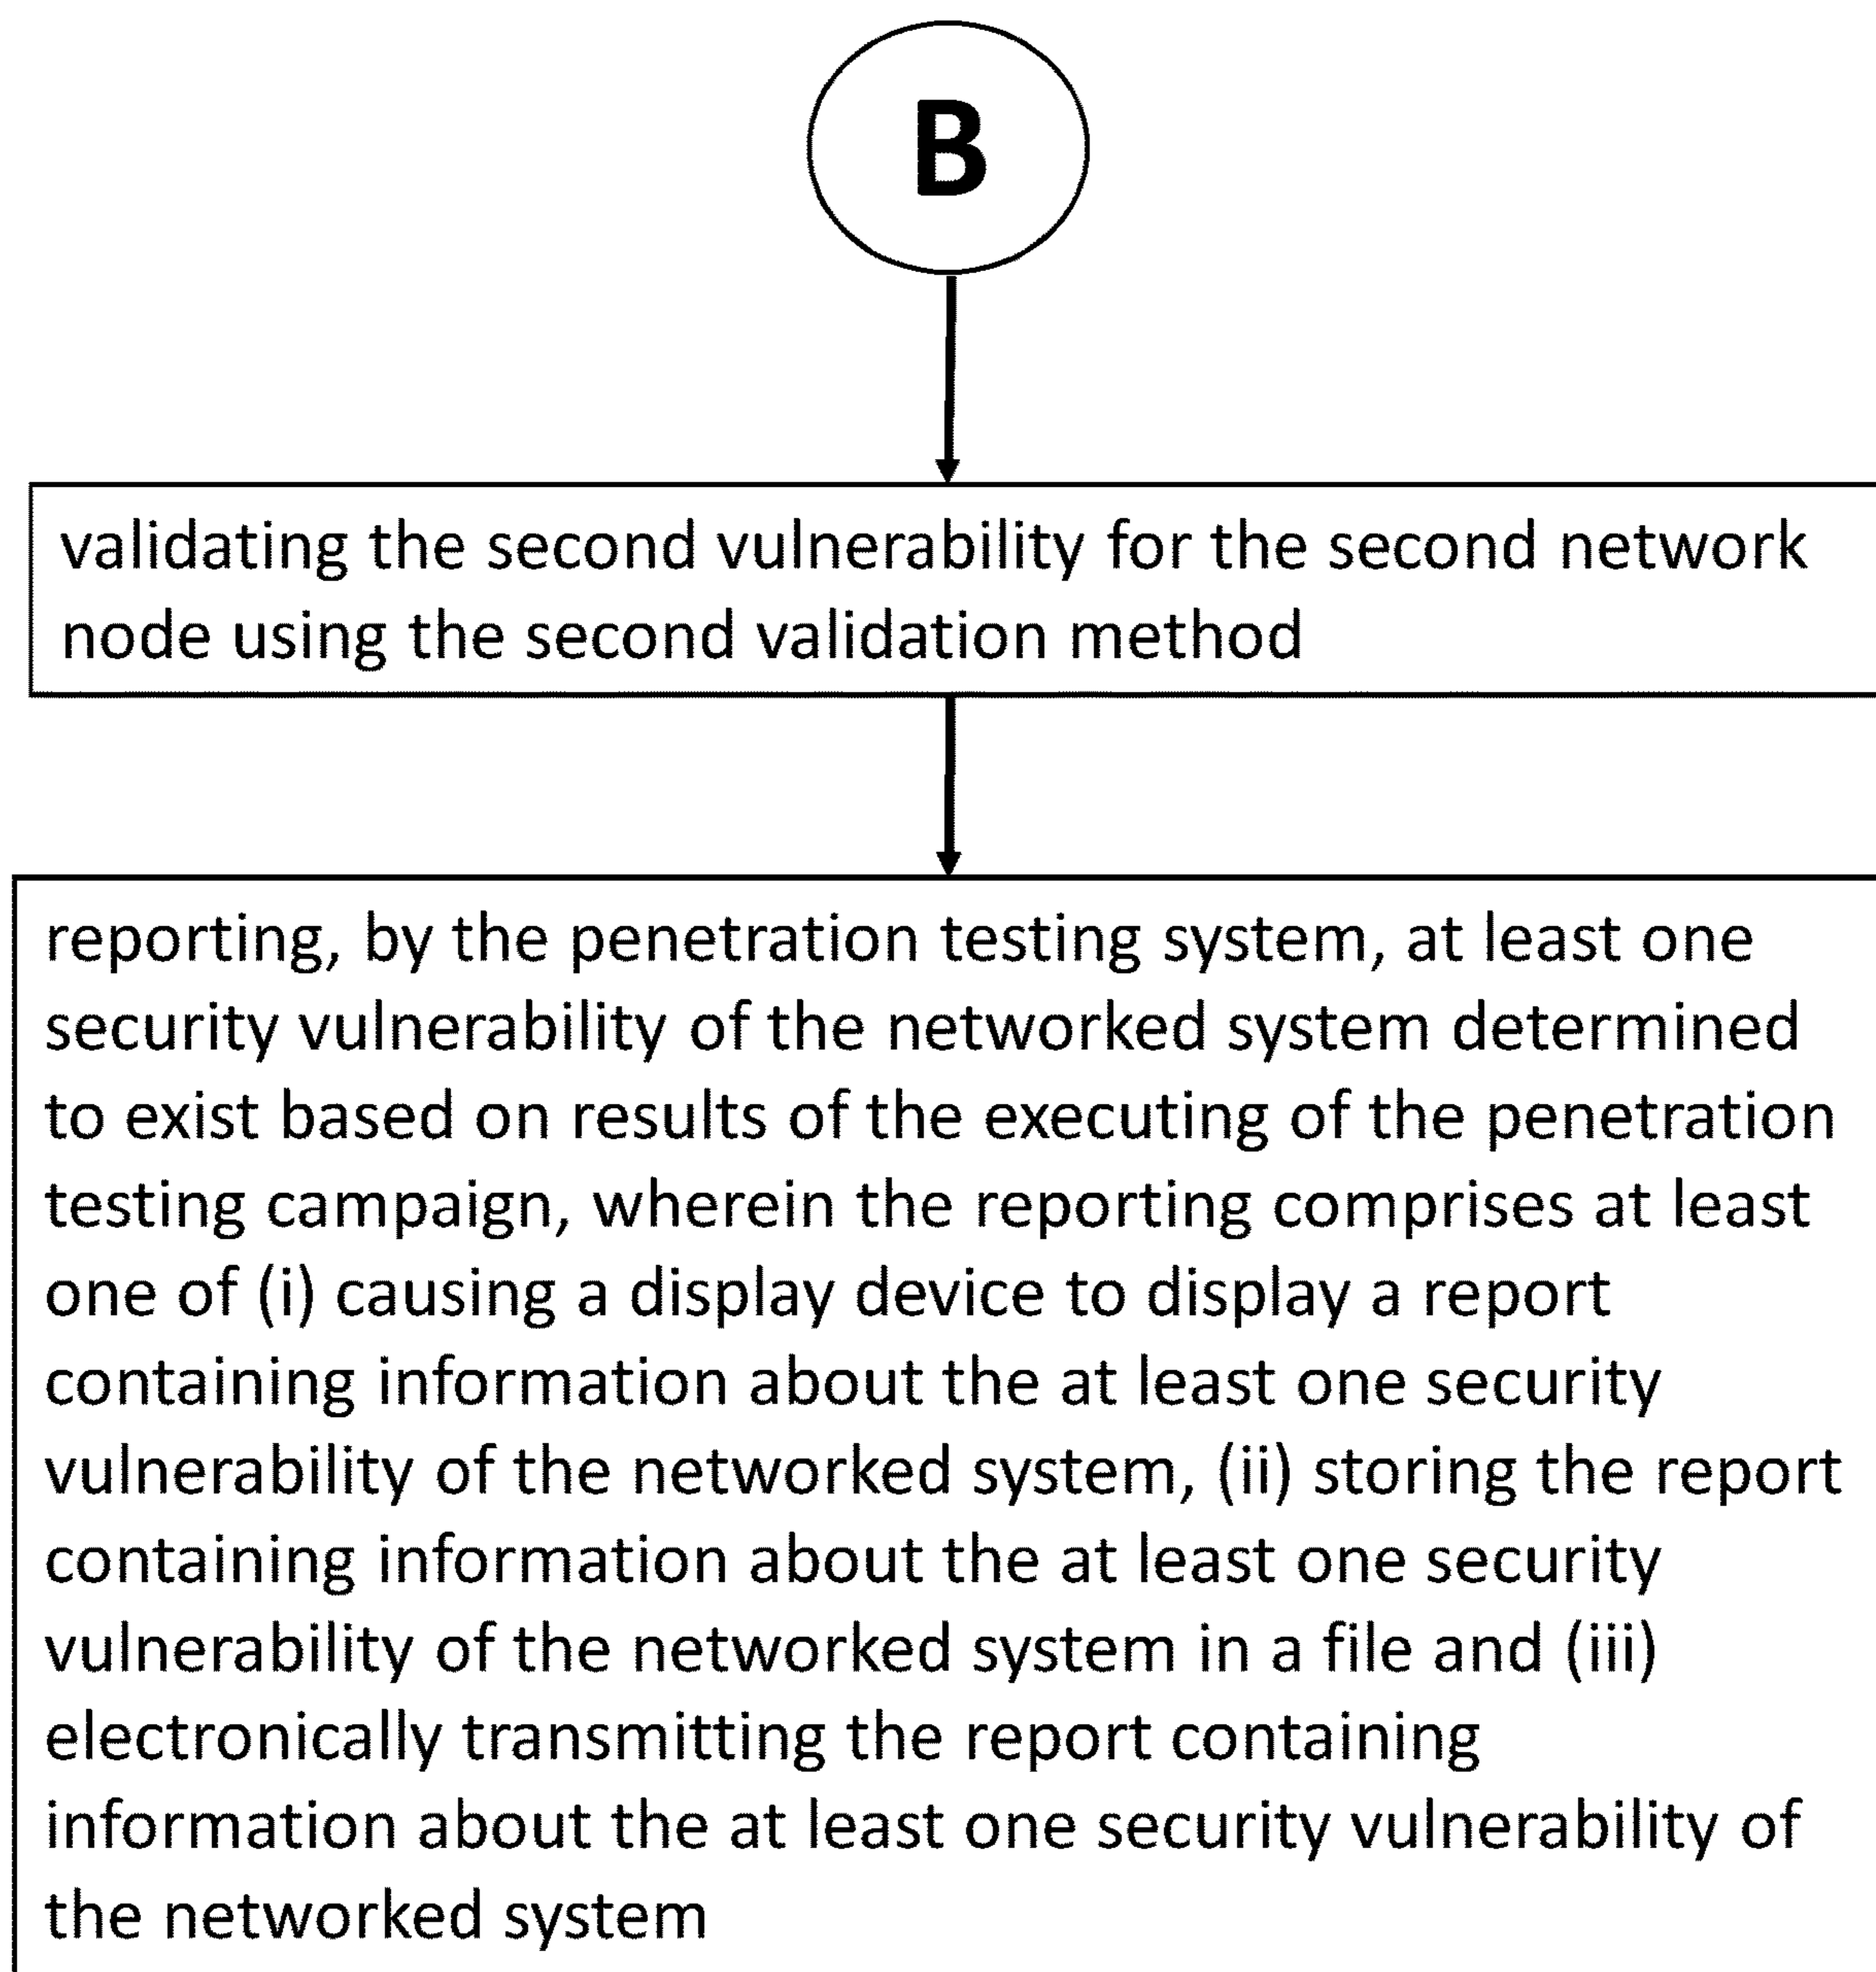 B
validating the second vulnerability for the second network
node using the second validation method
reporting, by the penetration testing system, at least one
security vulnerability of the networked system determined
to exist based on results of the executing of the penetration
testing campaign, wherein the reporting comprises at least
one of (i) causing a display device to display a report
containing information about the at least one security
vulnerability of the networked system, (ii) storing the report
containing information about the at least one security
vulnerability of the networked system in a file and (iii)
electronically transmitting the report containing
information about the at least one security vulnerability of
the networked system